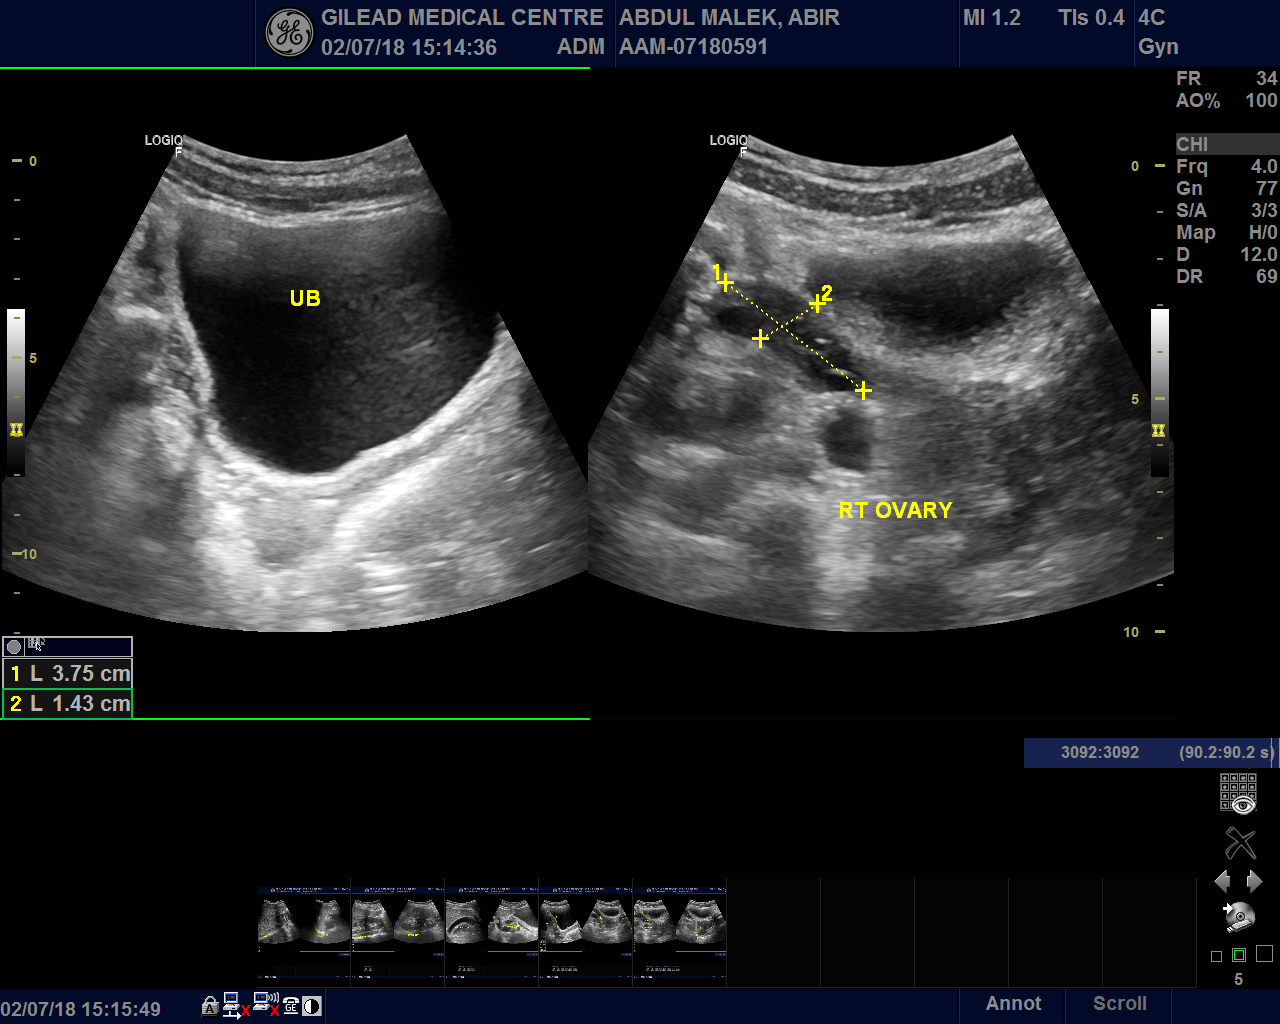 GILEAD MEDICAL CENTRE
02/07/18 15:14:36 ADM
ABDUL MALEK, ABIR
AAM-07180591
MI 1.2 TIs 0.4
4C
Gyn
FR 34
AO% 100
CHI
Frq 4.0
Gn 77
S/A 3/3
Map H/0
D 12.0
DR 69
LOGIQ
F
0
5
10
UB
LOGIQ
F
0
5
10
1
2
RT OVARY
1 L 3.75 cm
2 L 1.43 cm
3092:3092 (90.2:90.2 s)
5
02/07/18 15:15:49
A
GE
Annot
Scroll